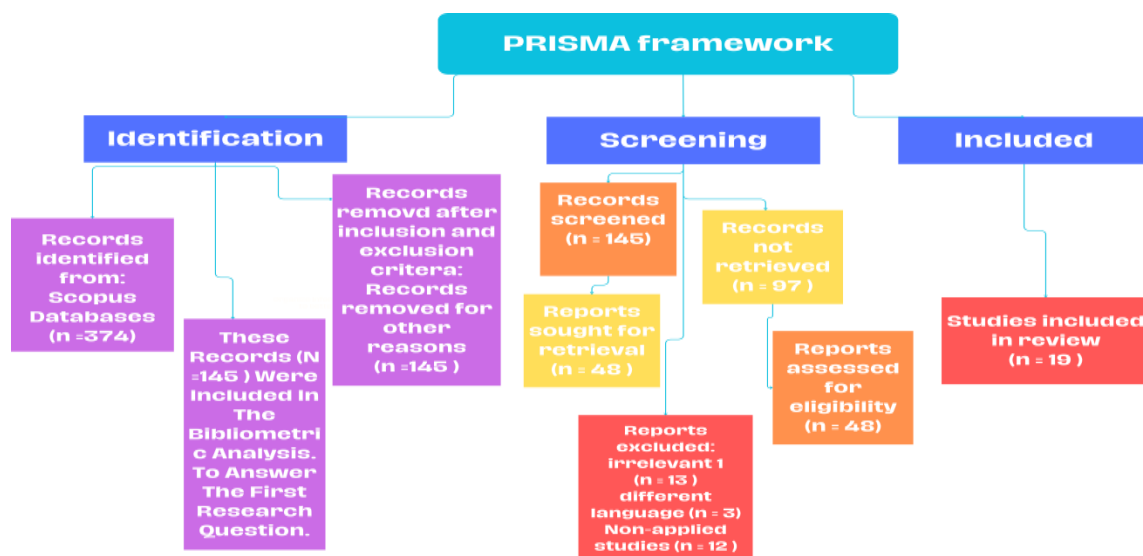 PRISMA framework
Identification
Screening
Included
Records
identified
from:
Scopus
Databases
(n =374)
These
Records (N
=145 ) Were
Included In
The
Bibliometri
c Analysis.
To Answer
The First
Research
Question.
Records
removd after
inclusion and
exclusion
critera:
Records
removed for
other
reasons
(n =145 )
Records
screened
(n = 145)
Reports
sought for
retrieval
(n = 48 )
Records
not
retrieved
(n = 97 )
Reports
assessed
for
eligibility
(n = 48)
Reports
excluded:
irrelevant 1
(n = 13 )
different
language (n = 3)
Non-applied
studies (n = 12 )
Studies included
in review
(n = 19 )